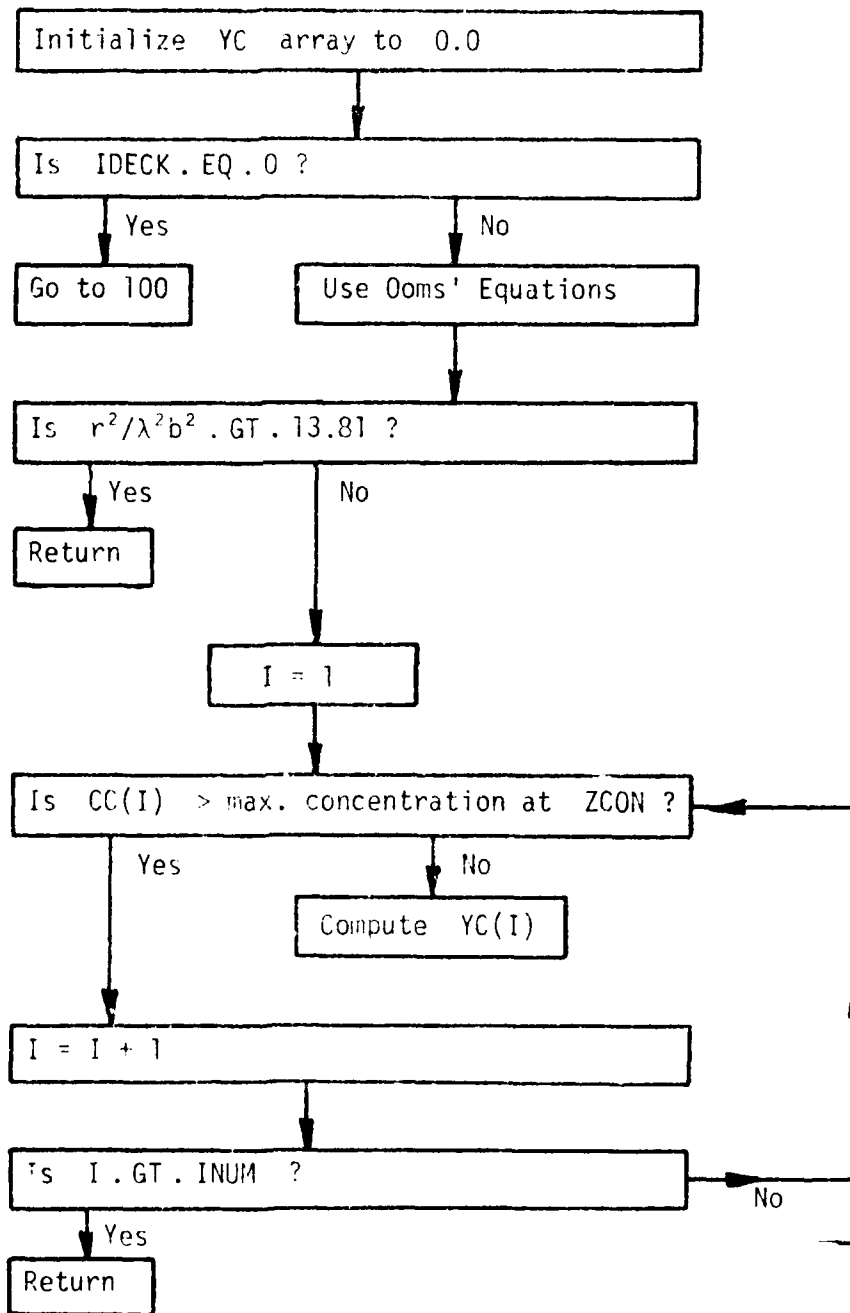 Initialize YC array to 0.0
Is IDECK.EQ.0 ?
Yes
No
Go to 100
Use Ooms' Equations
Is r²/λ²b².GT.13.81 ?
Yes
No
Return
I = 1
Is CC(I) > max. concentration at ZCON ?
Yes
No
Compute YC(I)
I = I + 1
Is I.GT.INUM ?
No
Yes
Return